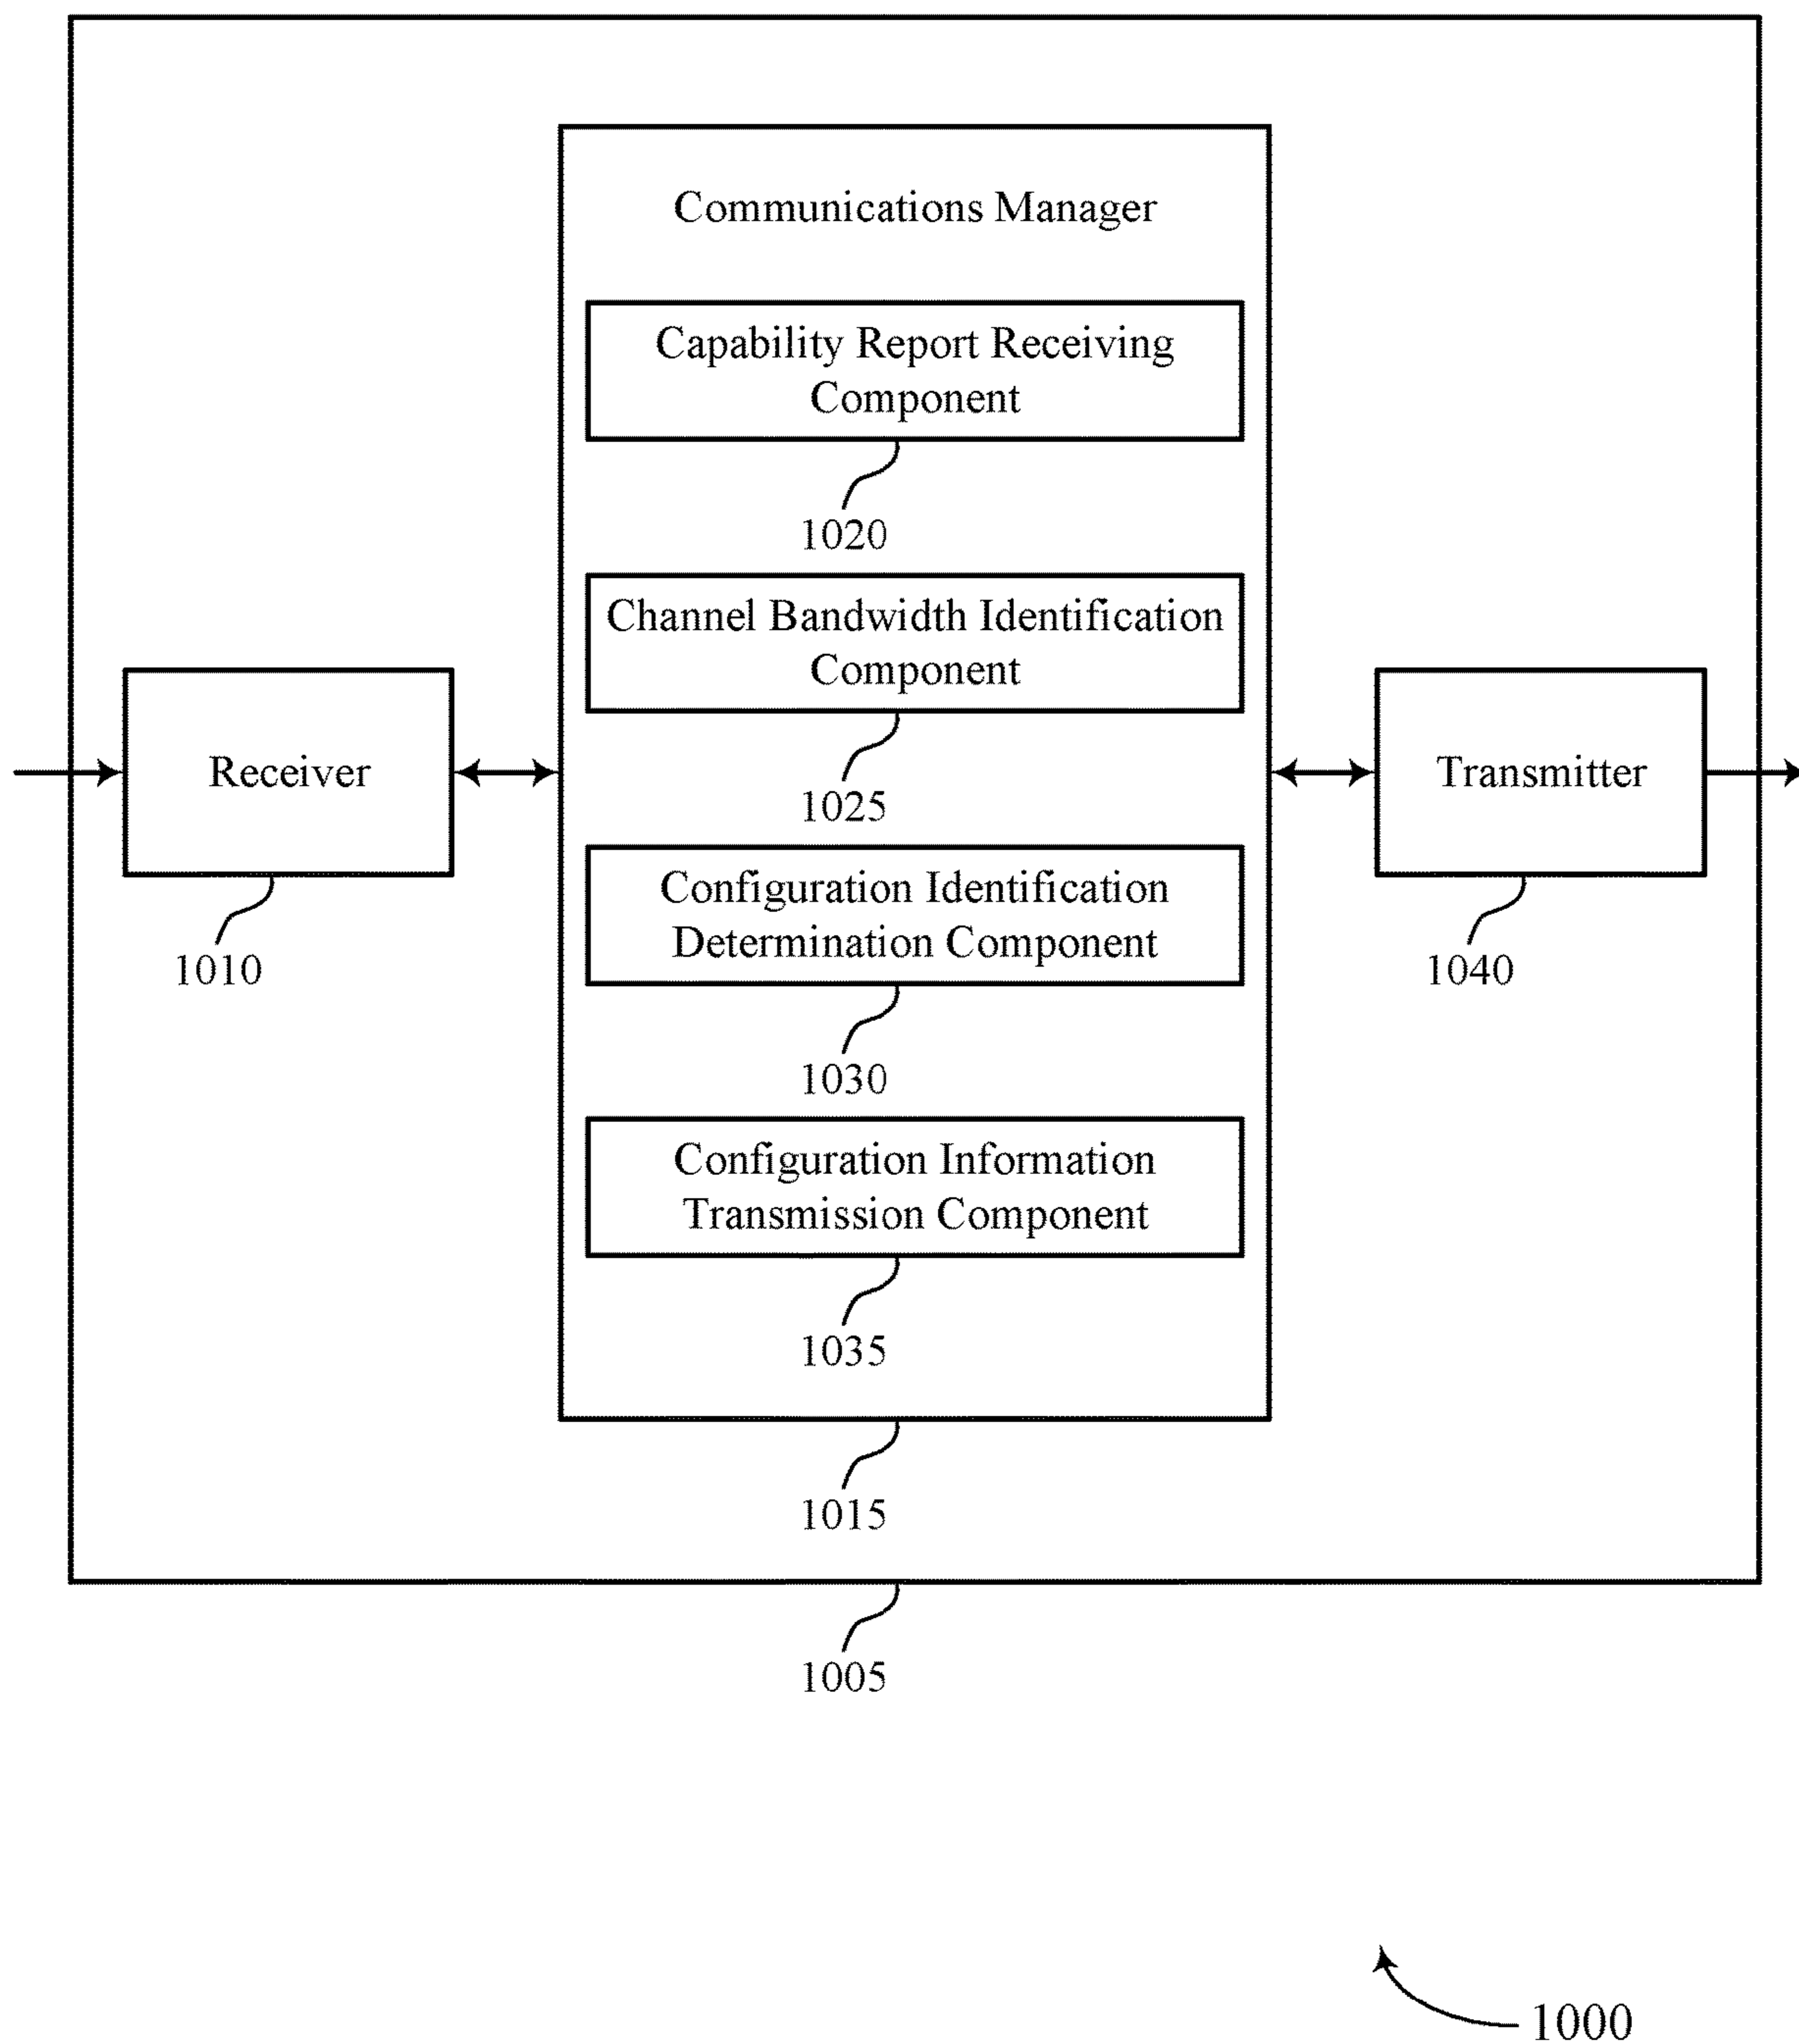 Communications Manager
Capability Report Receiving
Component
1020
Channel Bandwidth Identification
Component
1025
Receiver
1010
Transmitter
1040
Configuration Identification
Determination Component
1030
Configuration Information
Transmission Component
1035
1015
1005
1000